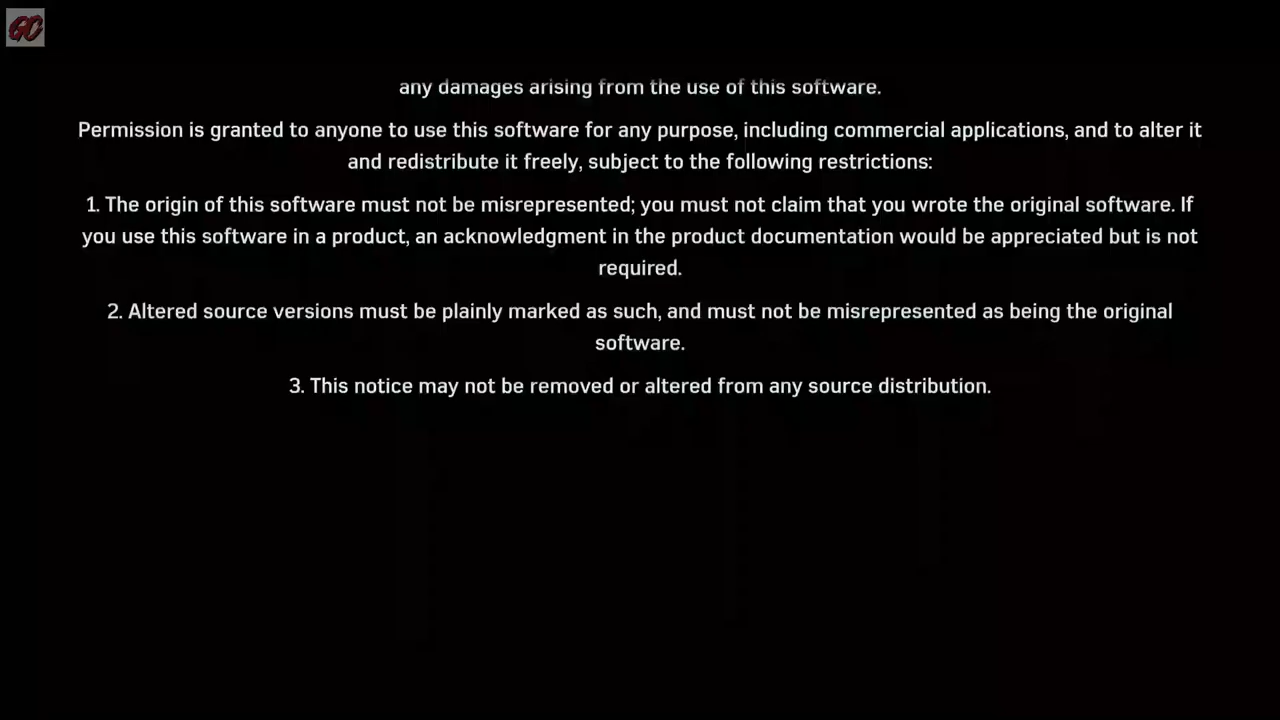 GC
any damages arising from the use of this software.
Permission is granted to anyone to use this software for any purpose, including commercial applications, and to alter it
and redistribute it freely, subject to the following restrictions:
1. The origin of this software must not be misrepresented; you must not claim that you wrote the original software. If
you use this software in a product, an acknowledgment in the product documentation would be appreciated but is not
required.
2. Altered source versions must be plainly marked as such, and must not be misrepresented as being the original
software.
3. This notice may not be removed or altered from any source distribution.